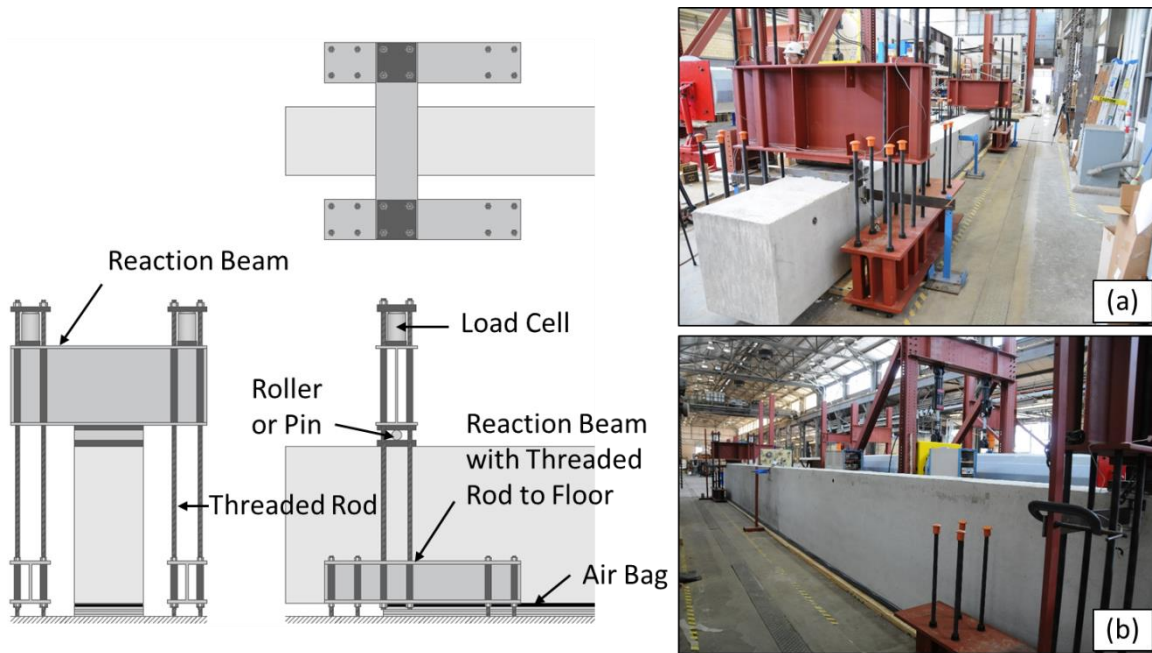 Reaction Beam
Load Cell
Roller
or Pin
Reaction Beam
with Threaded
Rod to Floor
Threaded Rod
Air Bag
(a)
(b)